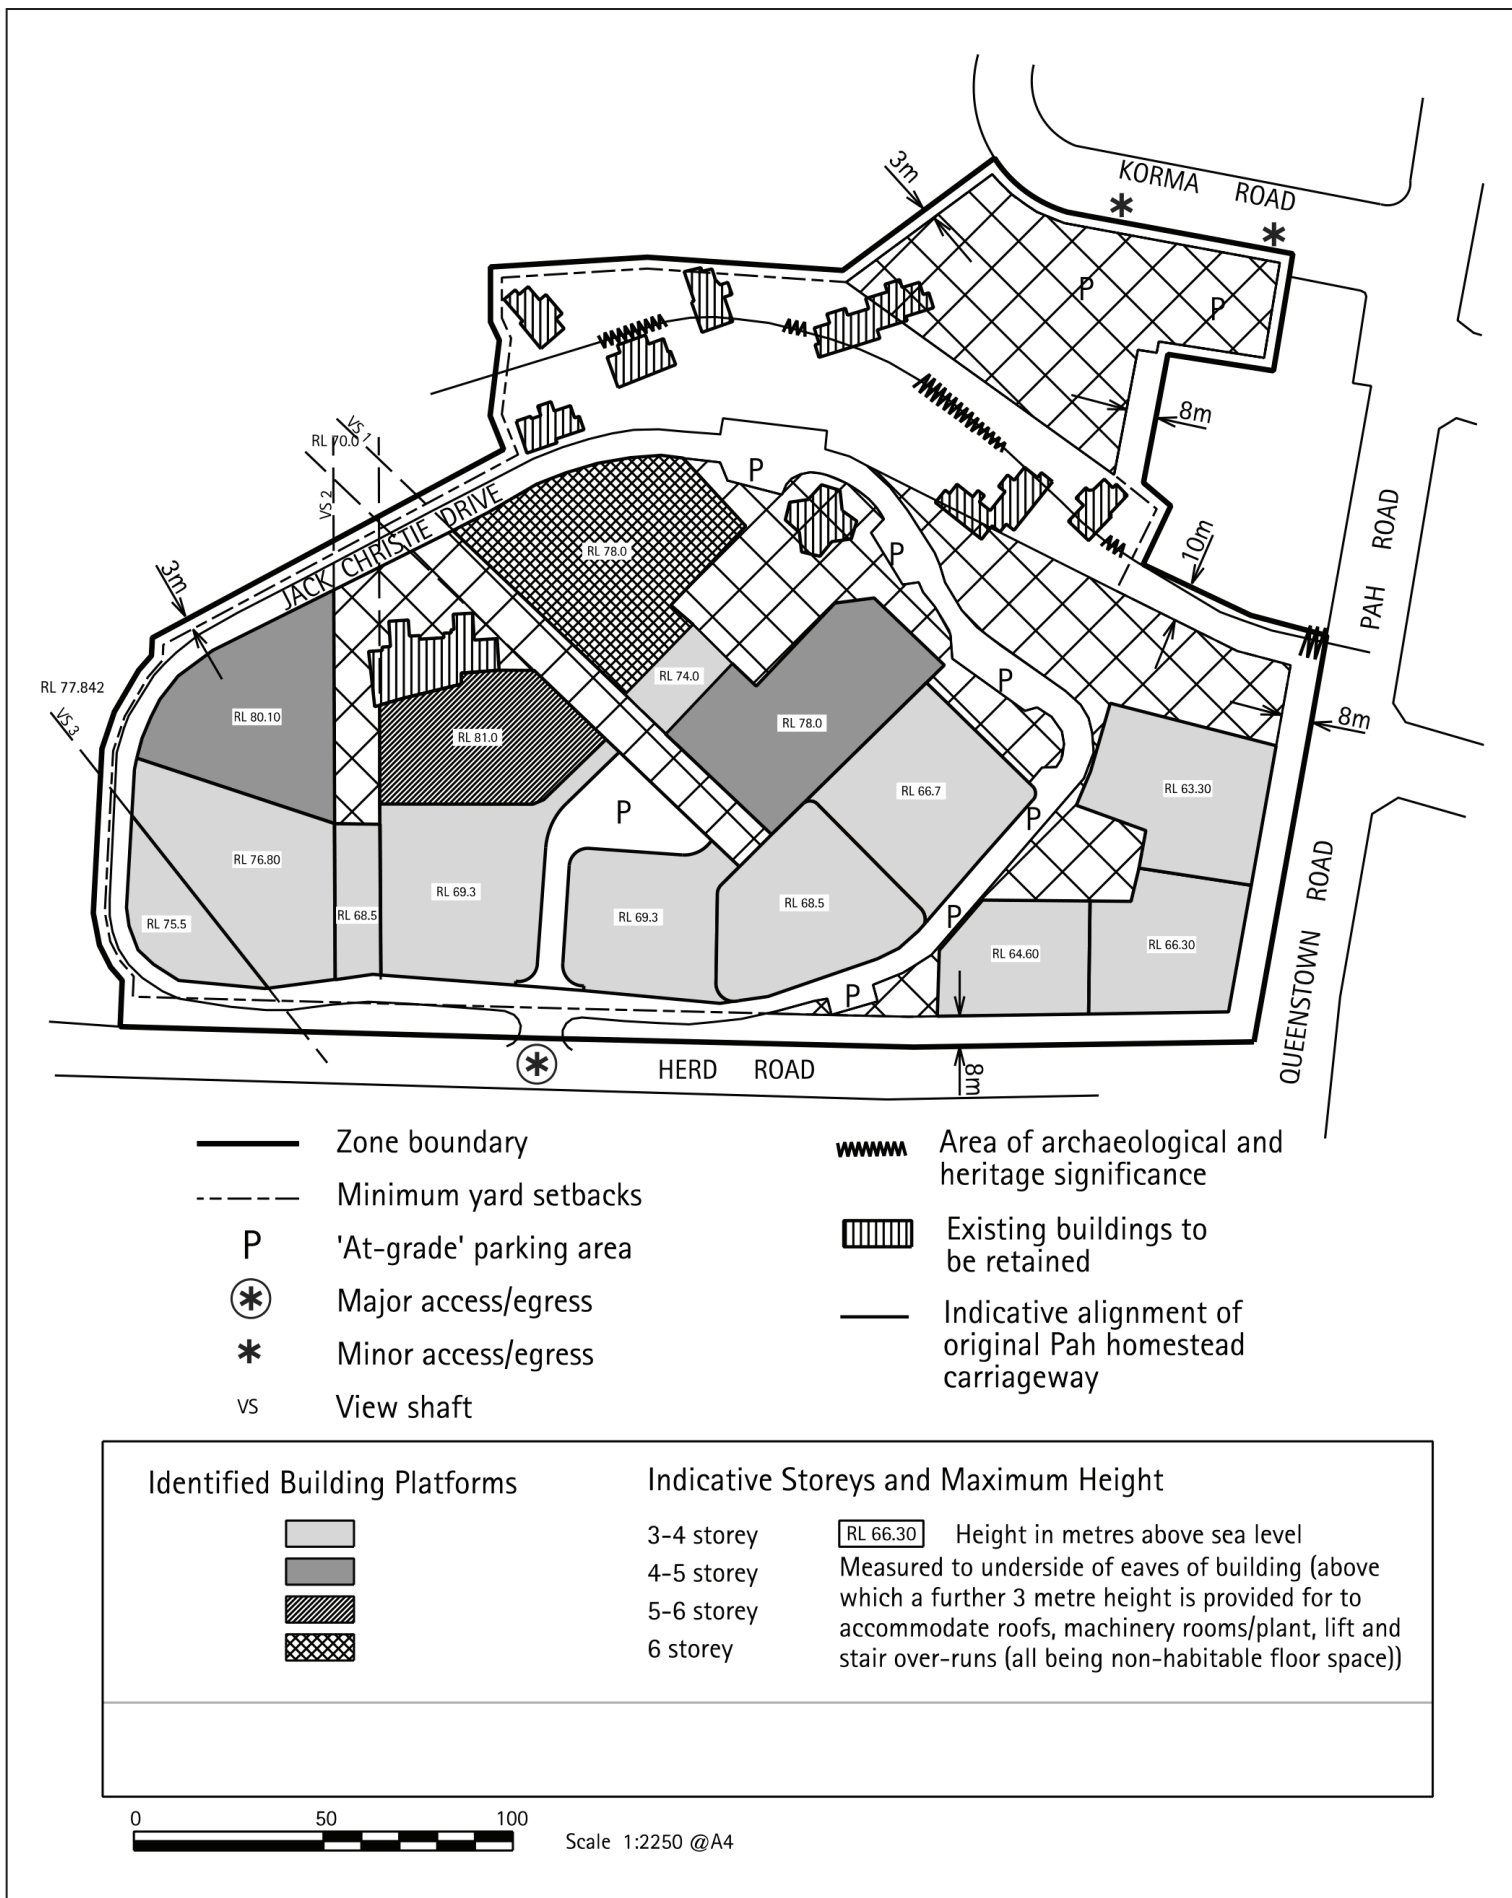 KORMA ROAD
3m
P
P
8m
VS 1
RL 70.0
VS 2
P
10m
PAH ROAD
JACK CHRISTIE DRIVE
RL 78.0
P
3m
RL 77.842
VS 3
RL 74.0
P
RL 80.10
RL 81.0
RL 78.0
8m
RL 66.7
RL 63.30
P
P
RL 76.80
RL 69.3
RL 68.5
RL 75.5
RL 68.5
RL 69.3
P
RL 64.60
RL 66.30
P
QUEENSTOWN ROAD
HERD ROAD
8m
Zone boundary
Minimum yard setbacks
P 'At-grade' parking area
Major access/egress
Minor access/egress
VS View shaft
Area of archaeological and
heritage significance
Existing buildings to
be retained
Indicative alignment of
original Pah homestead
carriageway
Identified Building Platforms
Indicative Storeys and Maximum Height
3-4 storey
4-5 storey
5-6 storey
6 storey
RL 66.30 Height in metres above sea level
Measured to underside of eaves of building (above
which a further 3 metre height is provided for to
accommodate roofs, machinery rooms/plant, lift and
stair over-runs (all being non-habitable floor space))
0 50 100
Scale 1:2250 @A4